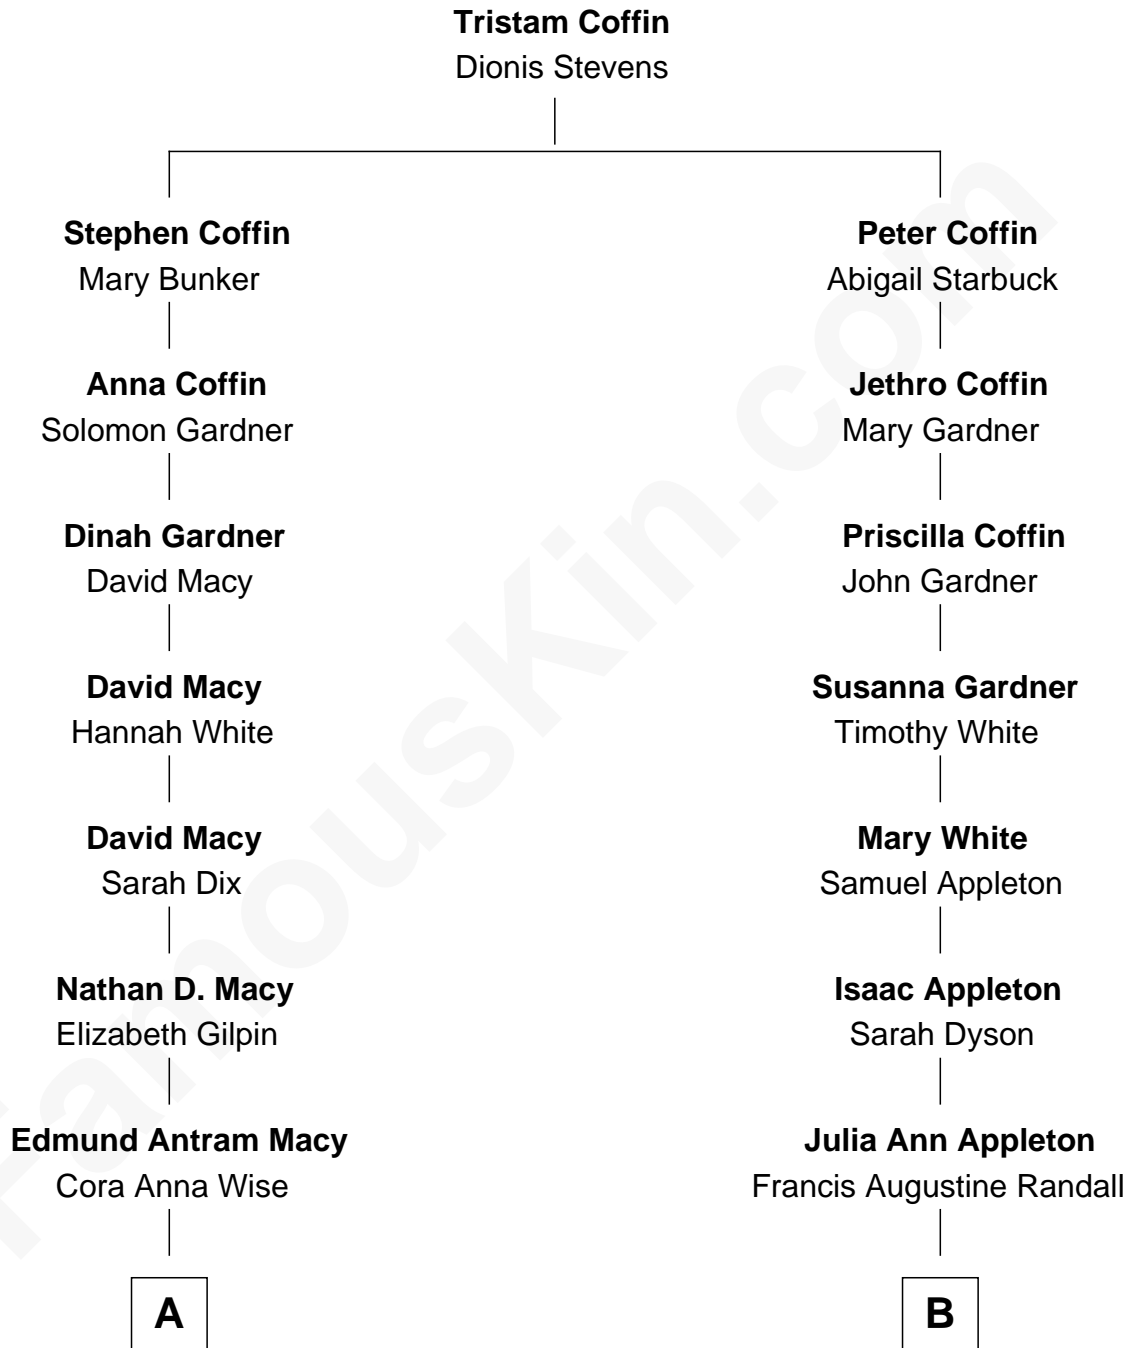 Tristam Coffin
Dionis Stevens
Stephen Coffin
Mary Bunker
Peter Coffin
Abigail Starbuck
Anna Coffin
Solomon Gardner
Jethro Coffin
Mary Gardner
Dinah Gardner
David Macy
Priscilla Coffin
John Gardner
David Macy
Hannah White
Susanna Gardner
Timothy White
David Macy
Sarah Dix
Mary White
Samuel Appleton
Nathan D. Macy
Elizabeth Gilpin
Isaac Appleton
Sarah Dyson
Edmund Antram Macy
Cora Anna Wise
Julia Ann Appleton
Francis Augustine Randall
A
B
FamousKin.com